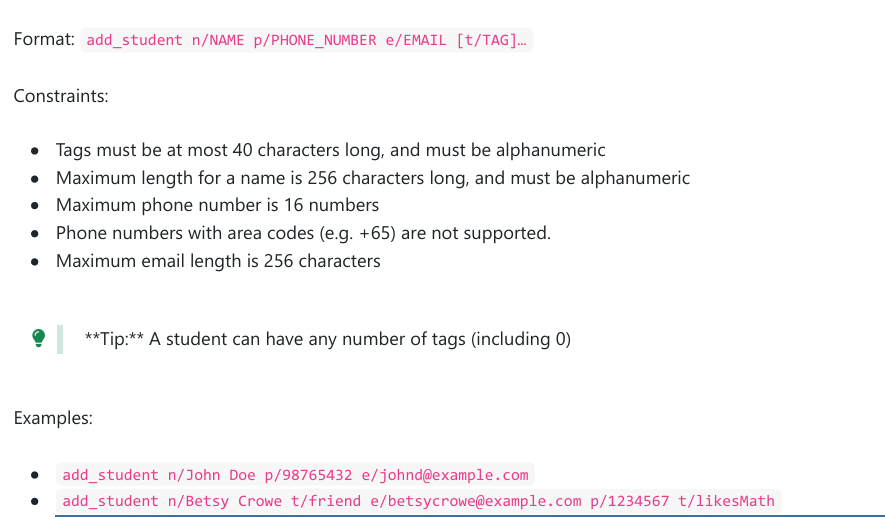 Format: add_student n/NAME p/PHONE_NUMBER e/EMAIL [t/TAG]…
Constraints:
Tags must be at most 40 characters long, and must be alphanumeric
Maximum length for a name is 256 characters long, and must be alphanumeric
Maximum phone number is 16 numbers
Phone numbers with area codes (e.g. +65) are not supported.
Maximum email length is 256 characters
**Tip:** A student can have any number of tags (including 0)
Examples:
add_student n/John Doe p/98765432 e/johnd@example.com
add_student n/Betsy Crowe t/friend e/betsycrowe@example.com p/1234567 t/likesMath